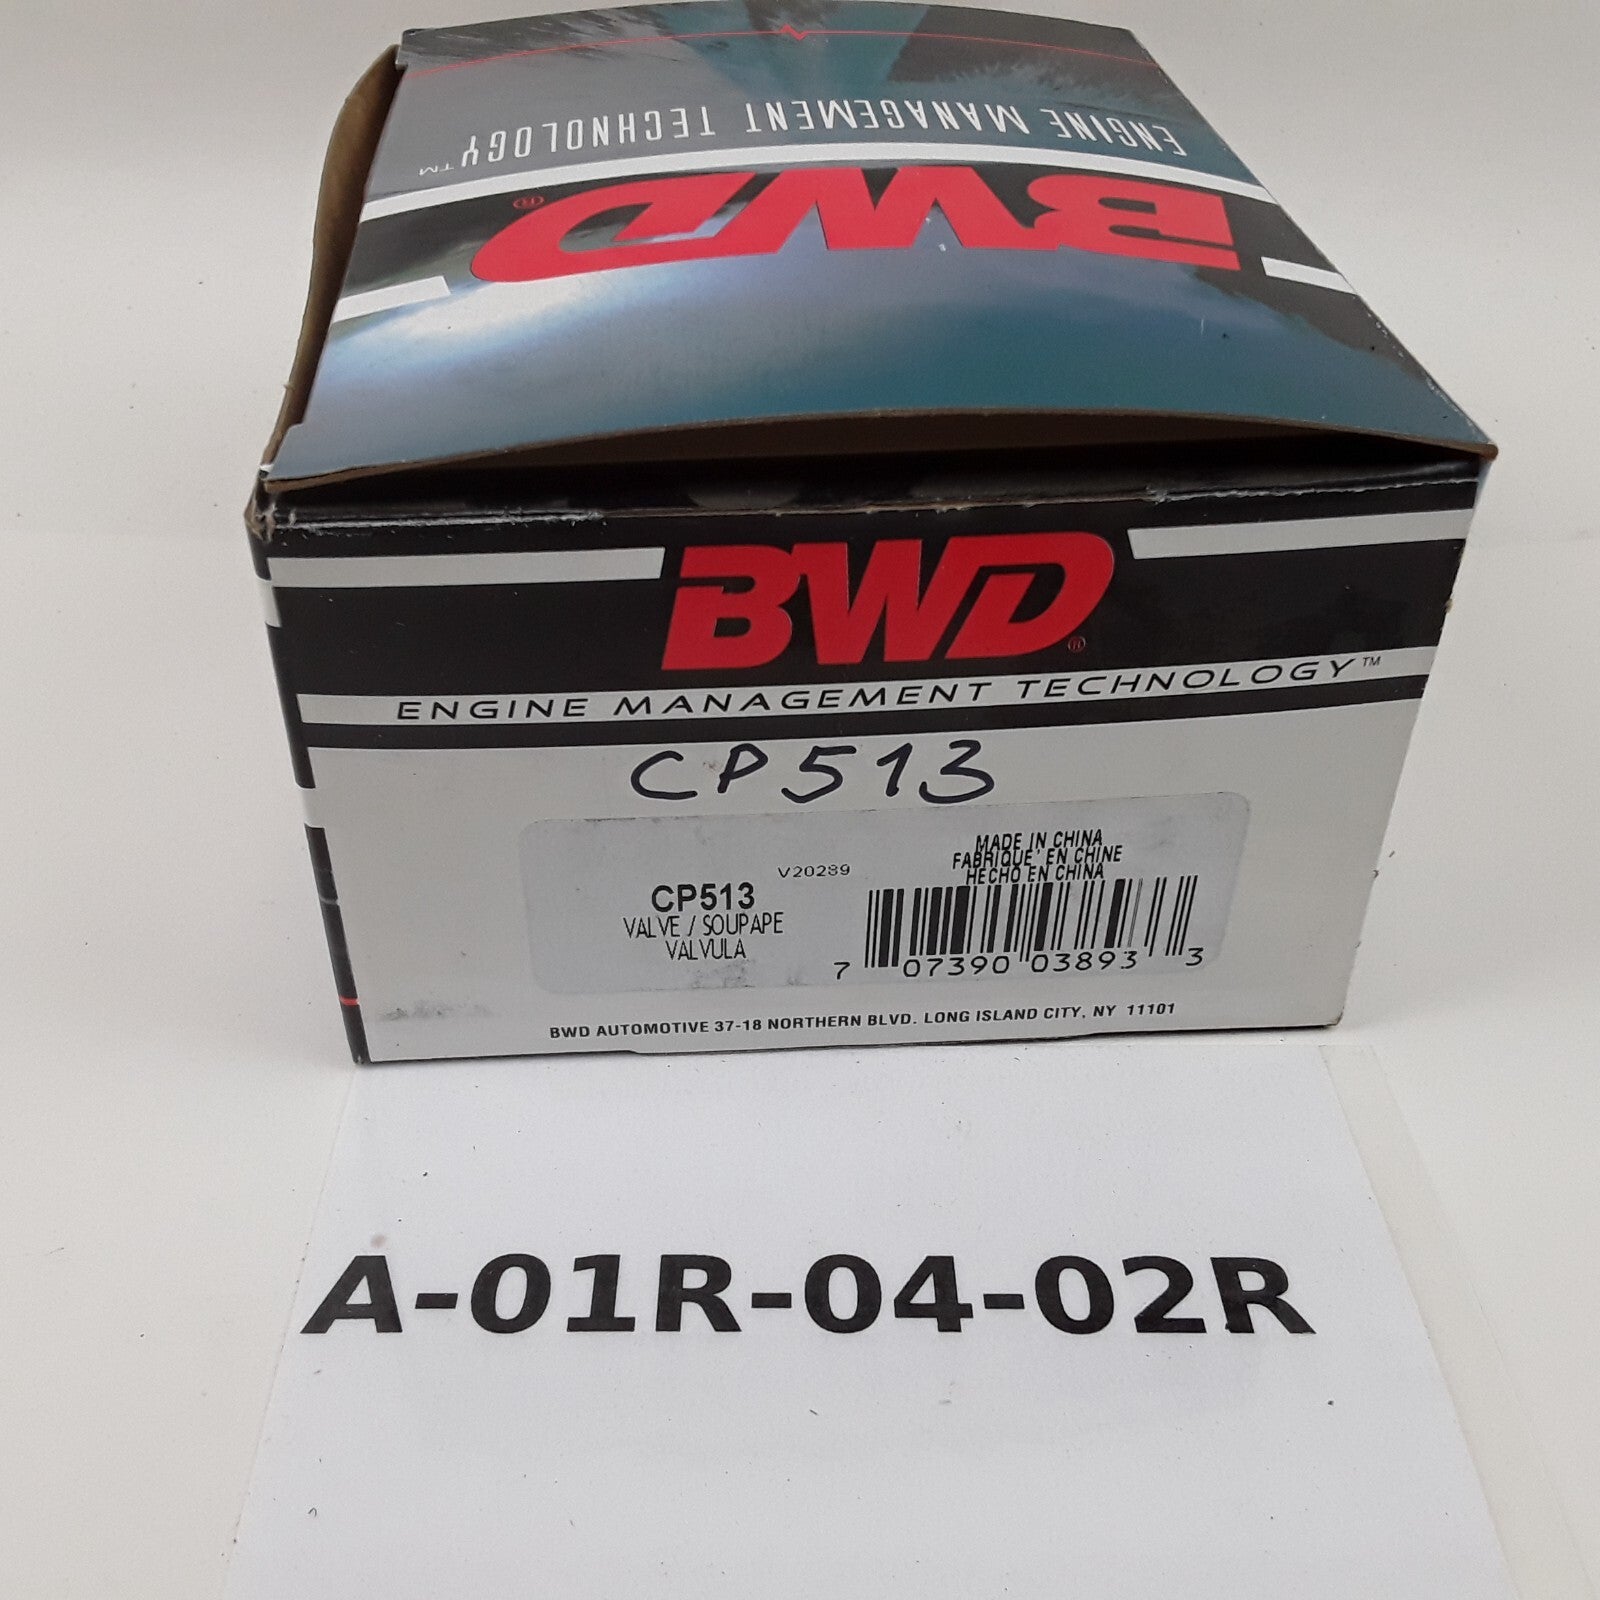 ENGINE MANAGEMENT TECHNOLOGY™
BWD®
BWD®
ENGINE MANAGEMENT TECHNOLOGY™
CP513
MADE IN CHINA
FABRIQUE' EN CHINE
HECHO EN CHINA
V20289
CP513
VALVE / SOUPAPE
VALVULA
7 07390 03893 3
BWD AUTOMOTIVE 37-18 NORTHERN BLVD. LONG ISLAND CITY, NY 11101
A-01R-04-02R